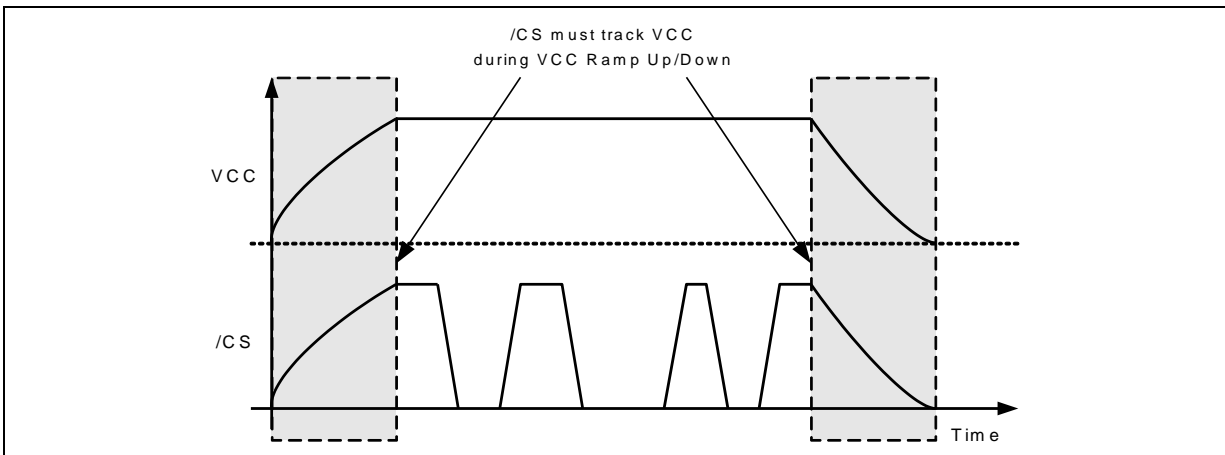 /CS must track VCC
during VCC Ramp Up/Down
VCC
/CS
Time